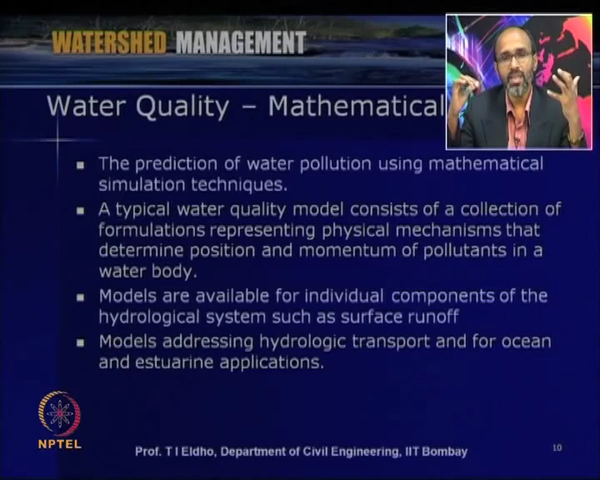 WATERSHED MANAGEMENT
Water Quality – Mathematical
The prediction of water pollution using mathematical
simulation techniques.
A typical water quality model consists of a collection of
formulations representing physical mechanisms that
determine position and momentum of pollutants in a
water body.
Models are available for individual components of the
hydrological system such as surface runoff
Models addressing hydrologic transport and for ocean
and estuarine applications.
NPTEL
Prof. T I Eldho, Department of Civil Engineering, IIT Bombay
10